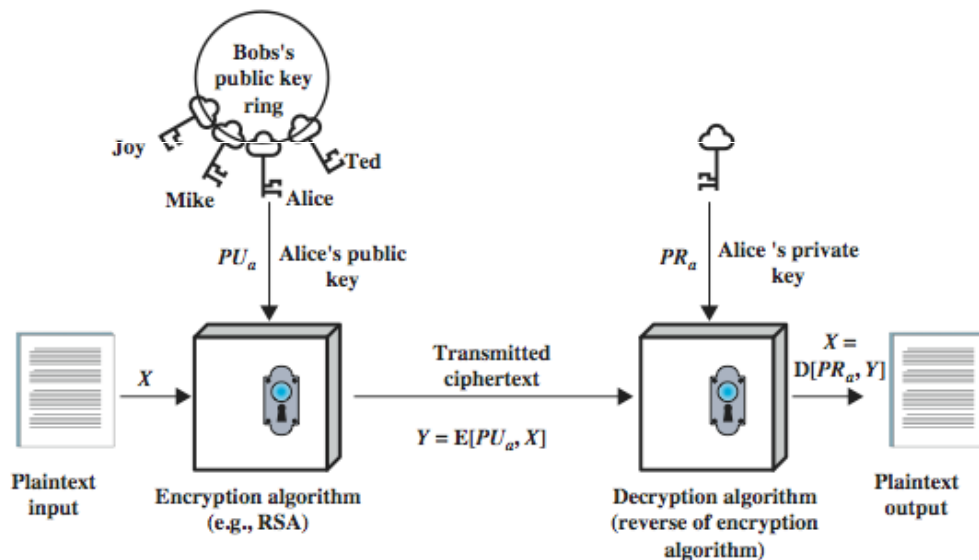 Bobs's
public key
ring
Joy
Ted
Mike
Alice
PUa
Alice's public
key
PRa
Alice 's private
key
X
Transmitted
ciphertext
X =
D[PRa, Y]
Y = E[PUa, X]
Plaintext
input
Encryption algorithm
(e.g., RSA)
Decryption algorithm
(reverse of encryption
algorithm)
Plaintext
output